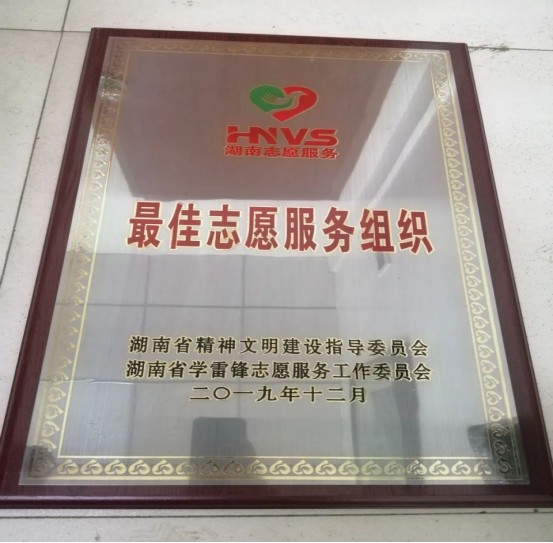 HNVS
湖南志愿服务
最佳志愿服务组织
湖南省精神文明建设指导委员会
湖南省学雷锋志愿服务工作委员会
二〇一九年十二月